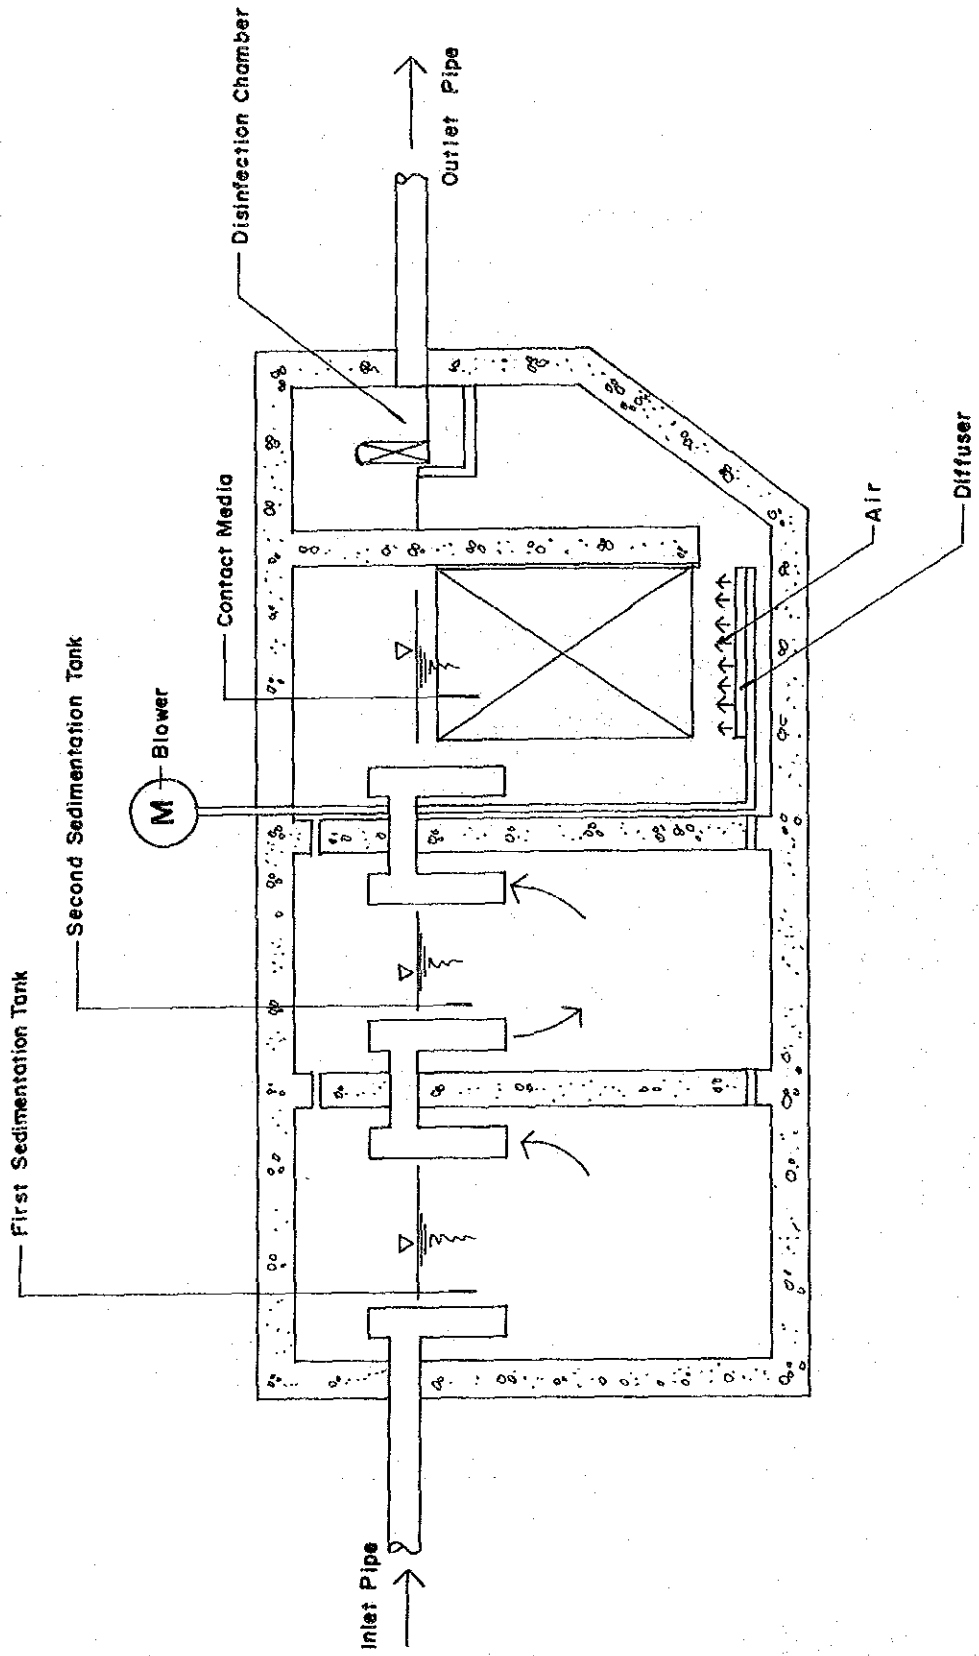 First Sedimentation Tank
Second Sedimentation Tank
M
Blower
Contact Media
Disinfection Chamber
Inlet Pipe
Outlet Pipe
Air
Diffuser